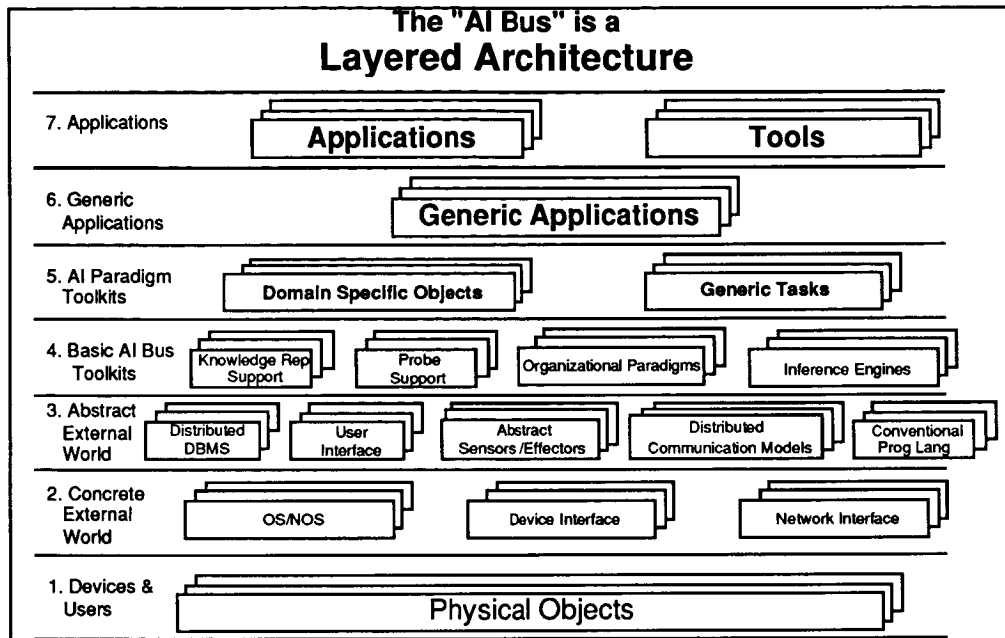 The "AI Bus" is a
Layered Architecture
7. Applications
Applications
Tools
6. Generic
Applications
Generic Applications
5. AI Paradigm
Toolkits
Domain Specific Objects
Generic Tasks
4. Basic AI Bus
Toolkits
Knowledge Rep
Support
Probe
Support
Organizational Paradigms
Inference Engines
3. Abstract
External
World
Distributed
DBMS
User
Interface
Abstract
Sensors/Effectors
Distributed
Communication Models
Conventional
Prog Lang
2. Concrete
External
World
OS/NOS
Device Interface
Network Interface
1. Devices &
Users
Physical Objects